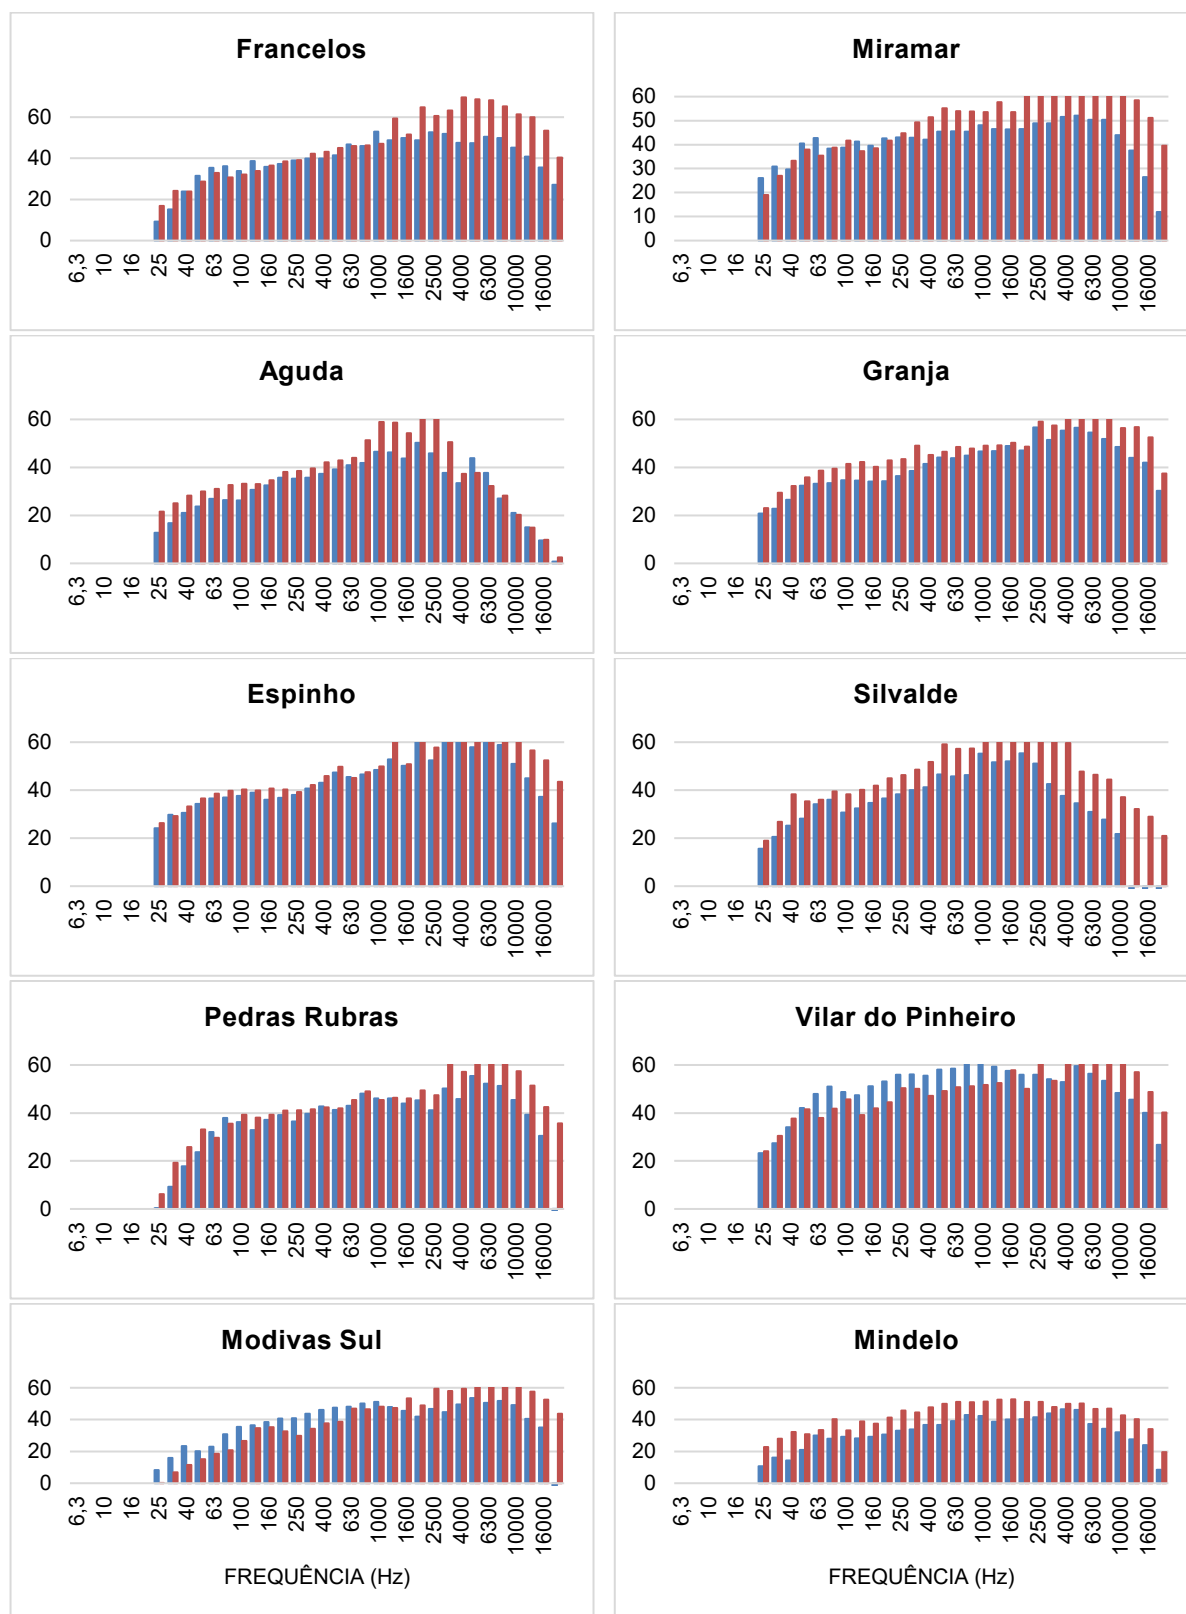 Francelos
60
40
20
0
6,3 10 16 25 40 63 100 160 250 400 630 1000 1600 2500 4000 6300 10000 16000
Miramar
60
50
40
30
20
10
0
6,3 10 16 25 40 63 100 160 250 400 630 1000 1600 2500 4000 6300 10000 16000
Aguda
60
40
20
0
6,3 10 16 25 40 63 100 160 250 400 630 1000 1600 2500 4000 6300 10000 16000
Granja
60
40
20
0
6,3 10 16 25 40 63 100 160 250 400 630 1000 1600 2500 4000 6300 10000 16000
Espinho
60
40
20
0
6,3 10 16 25 40 63 100 160 250 400 630 1000 1600 2500 4000 6300 10000 16000
Silvalde
60
40
20
0
6,3 10 16 25 40 63 100 160 250 400 630 1000 1600 2500 4000 6300 10000 16000
Pedras Rubras
60
40
20
0
6,3 10 16 25 40 63 100 160 250 400 630 1000 1600 2500 4000 6300 10000 16000
Vilar do Pinheiro
60
40
20
0
6,3 10 16 25 40 63 100 160 250 400 630 1000 1600 2500 4000 6300 10000 16000
Modivas Sul
60
40
20
0
6,3 10 16 25 40 63 100 160 250 400 630 1000 1600 2500 4000 6300 10000 16000
FREQUÊNCIA (Hz)
Mindelo
60
40
20
0
6,3 10 16 25 40 63 100 160 250 400 630 1000 1600 2500 4000 6300 10000 16000
FREQUÊNCIA (Hz)